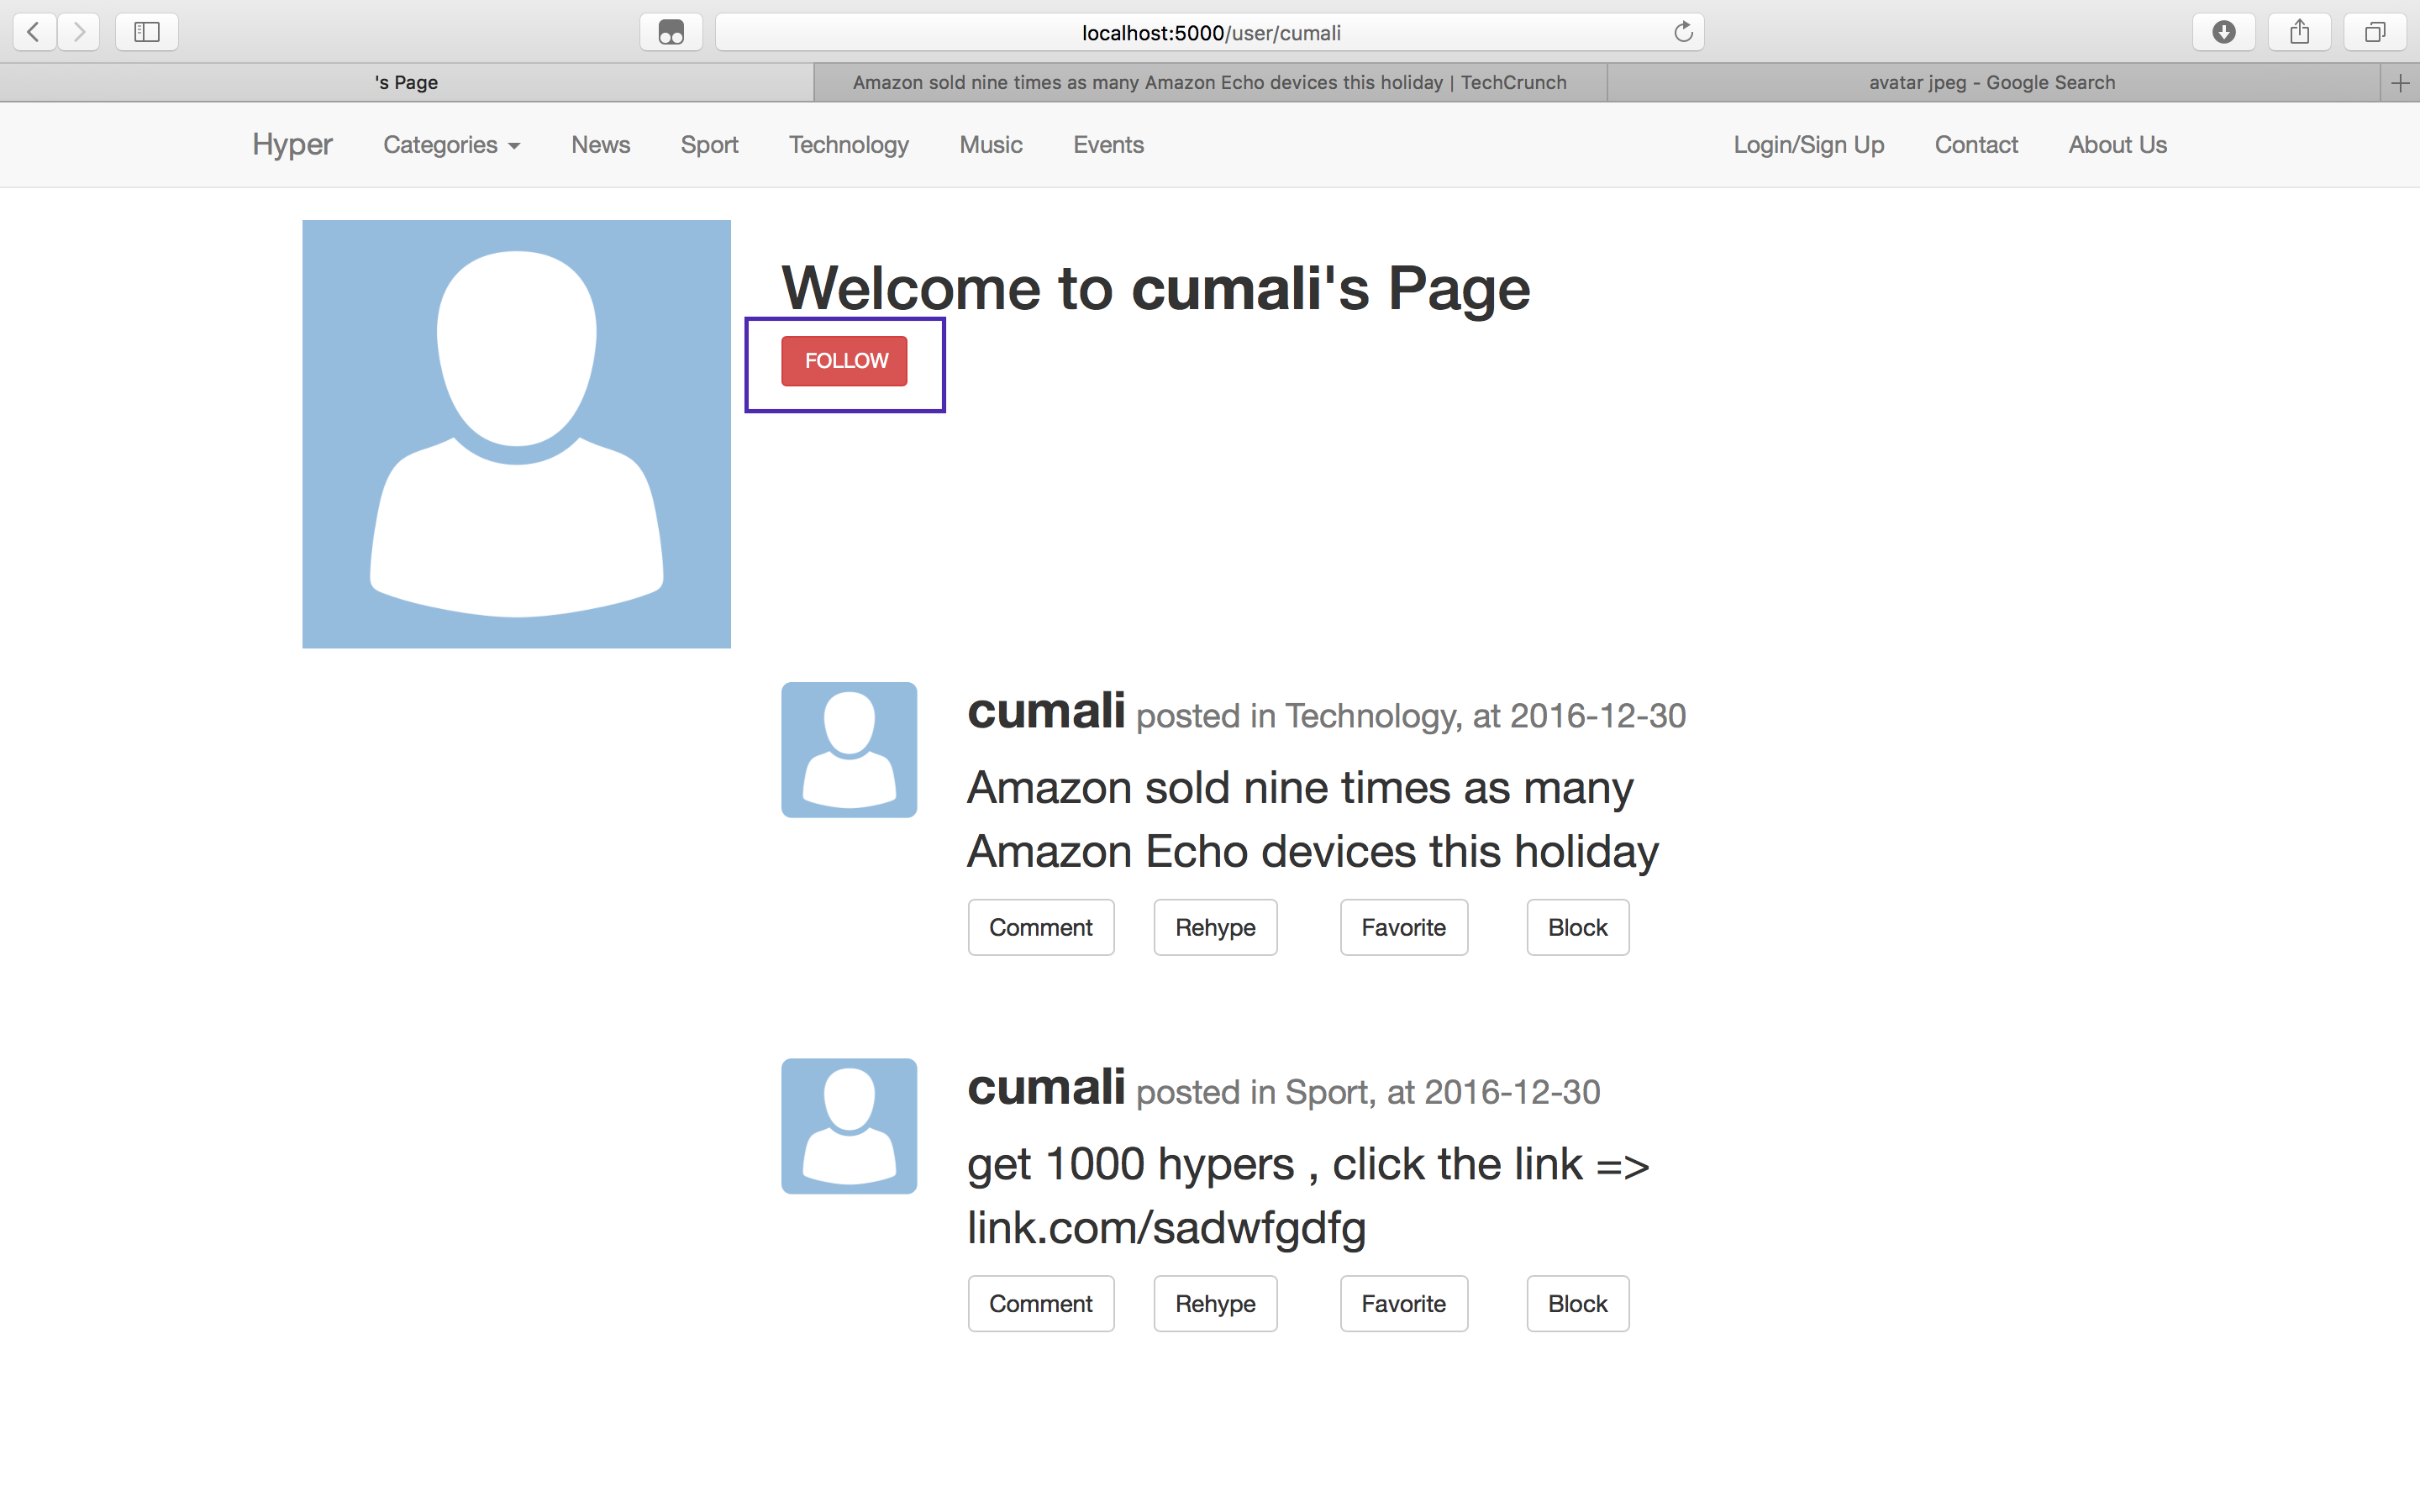 localhost:5000/user/cumali
's Page
Amazon sold nine times as many Amazon Echo devices this holiday | TechCrunch
avatar jpeg - Google Search
Hyper Categories News Sport Technology Music Events Login/Sign Up Contact About Us
Welcome to cumali's Page
FOLLOW
cumali posted in Technology, at 2016-12-30
Amazon sold nine times as many
Amazon Echo devices this holiday
Comment Rehype Favorite Block
cumali posted in Sport, at 2016-12-30
get 1000 hypers , click the link =>
link.com/sadwfgdfg
Comment Rehype Favorite Block